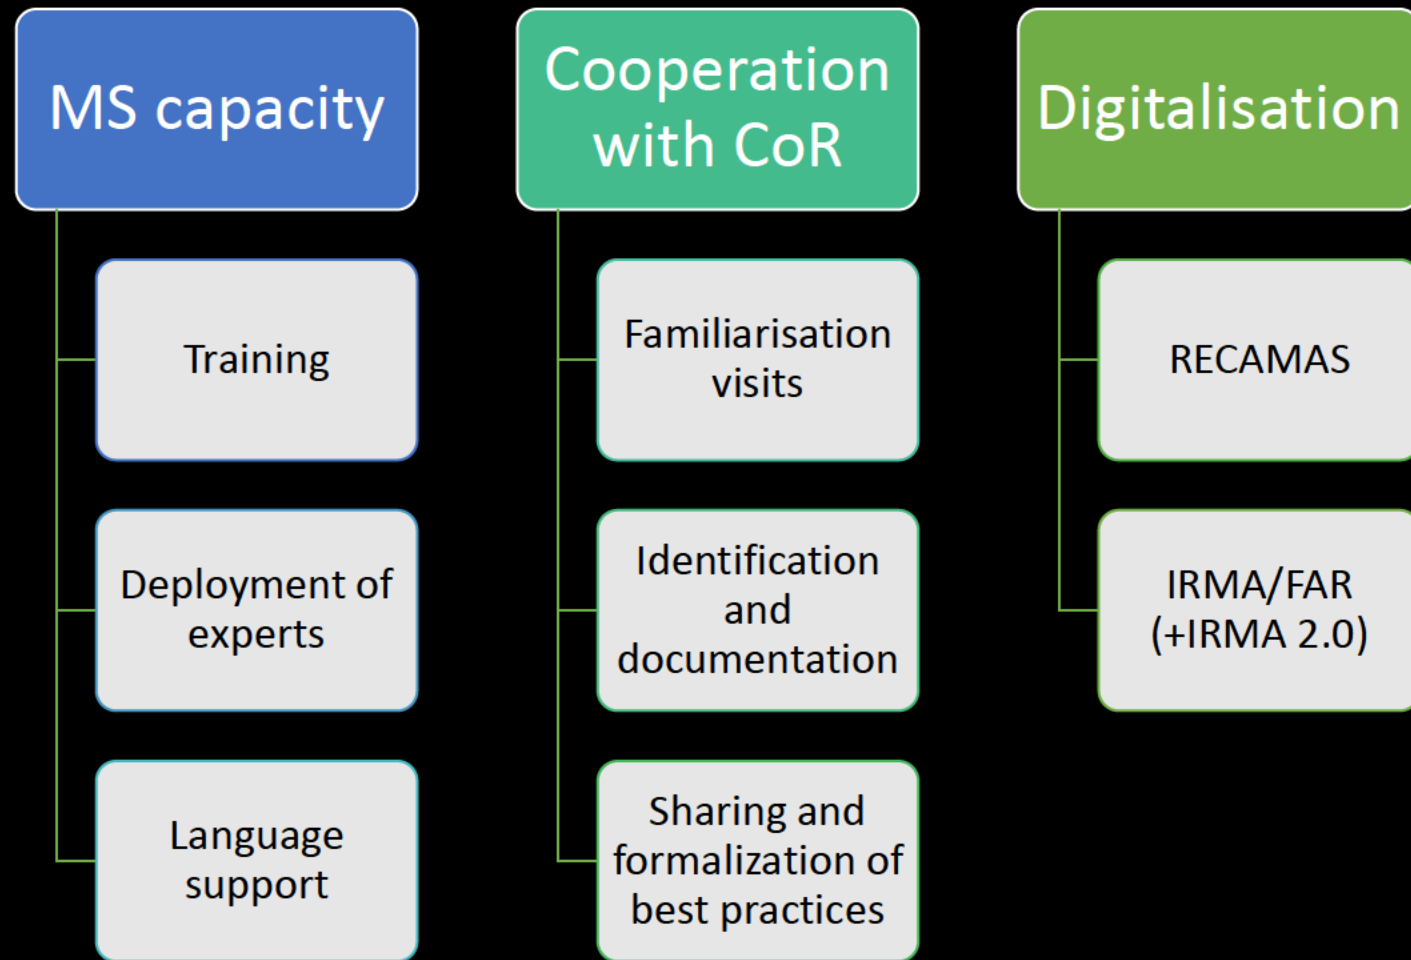 MS capacity
Training
Deployment of
experts
Language
support
Cooperation
with CoR
Familiarisation
visits
Identification
and
documentation
Sharing and
formalization of
best practices
Digitalisation
RECAMAS
IRMA/FAR
(+IRMA 2.0)